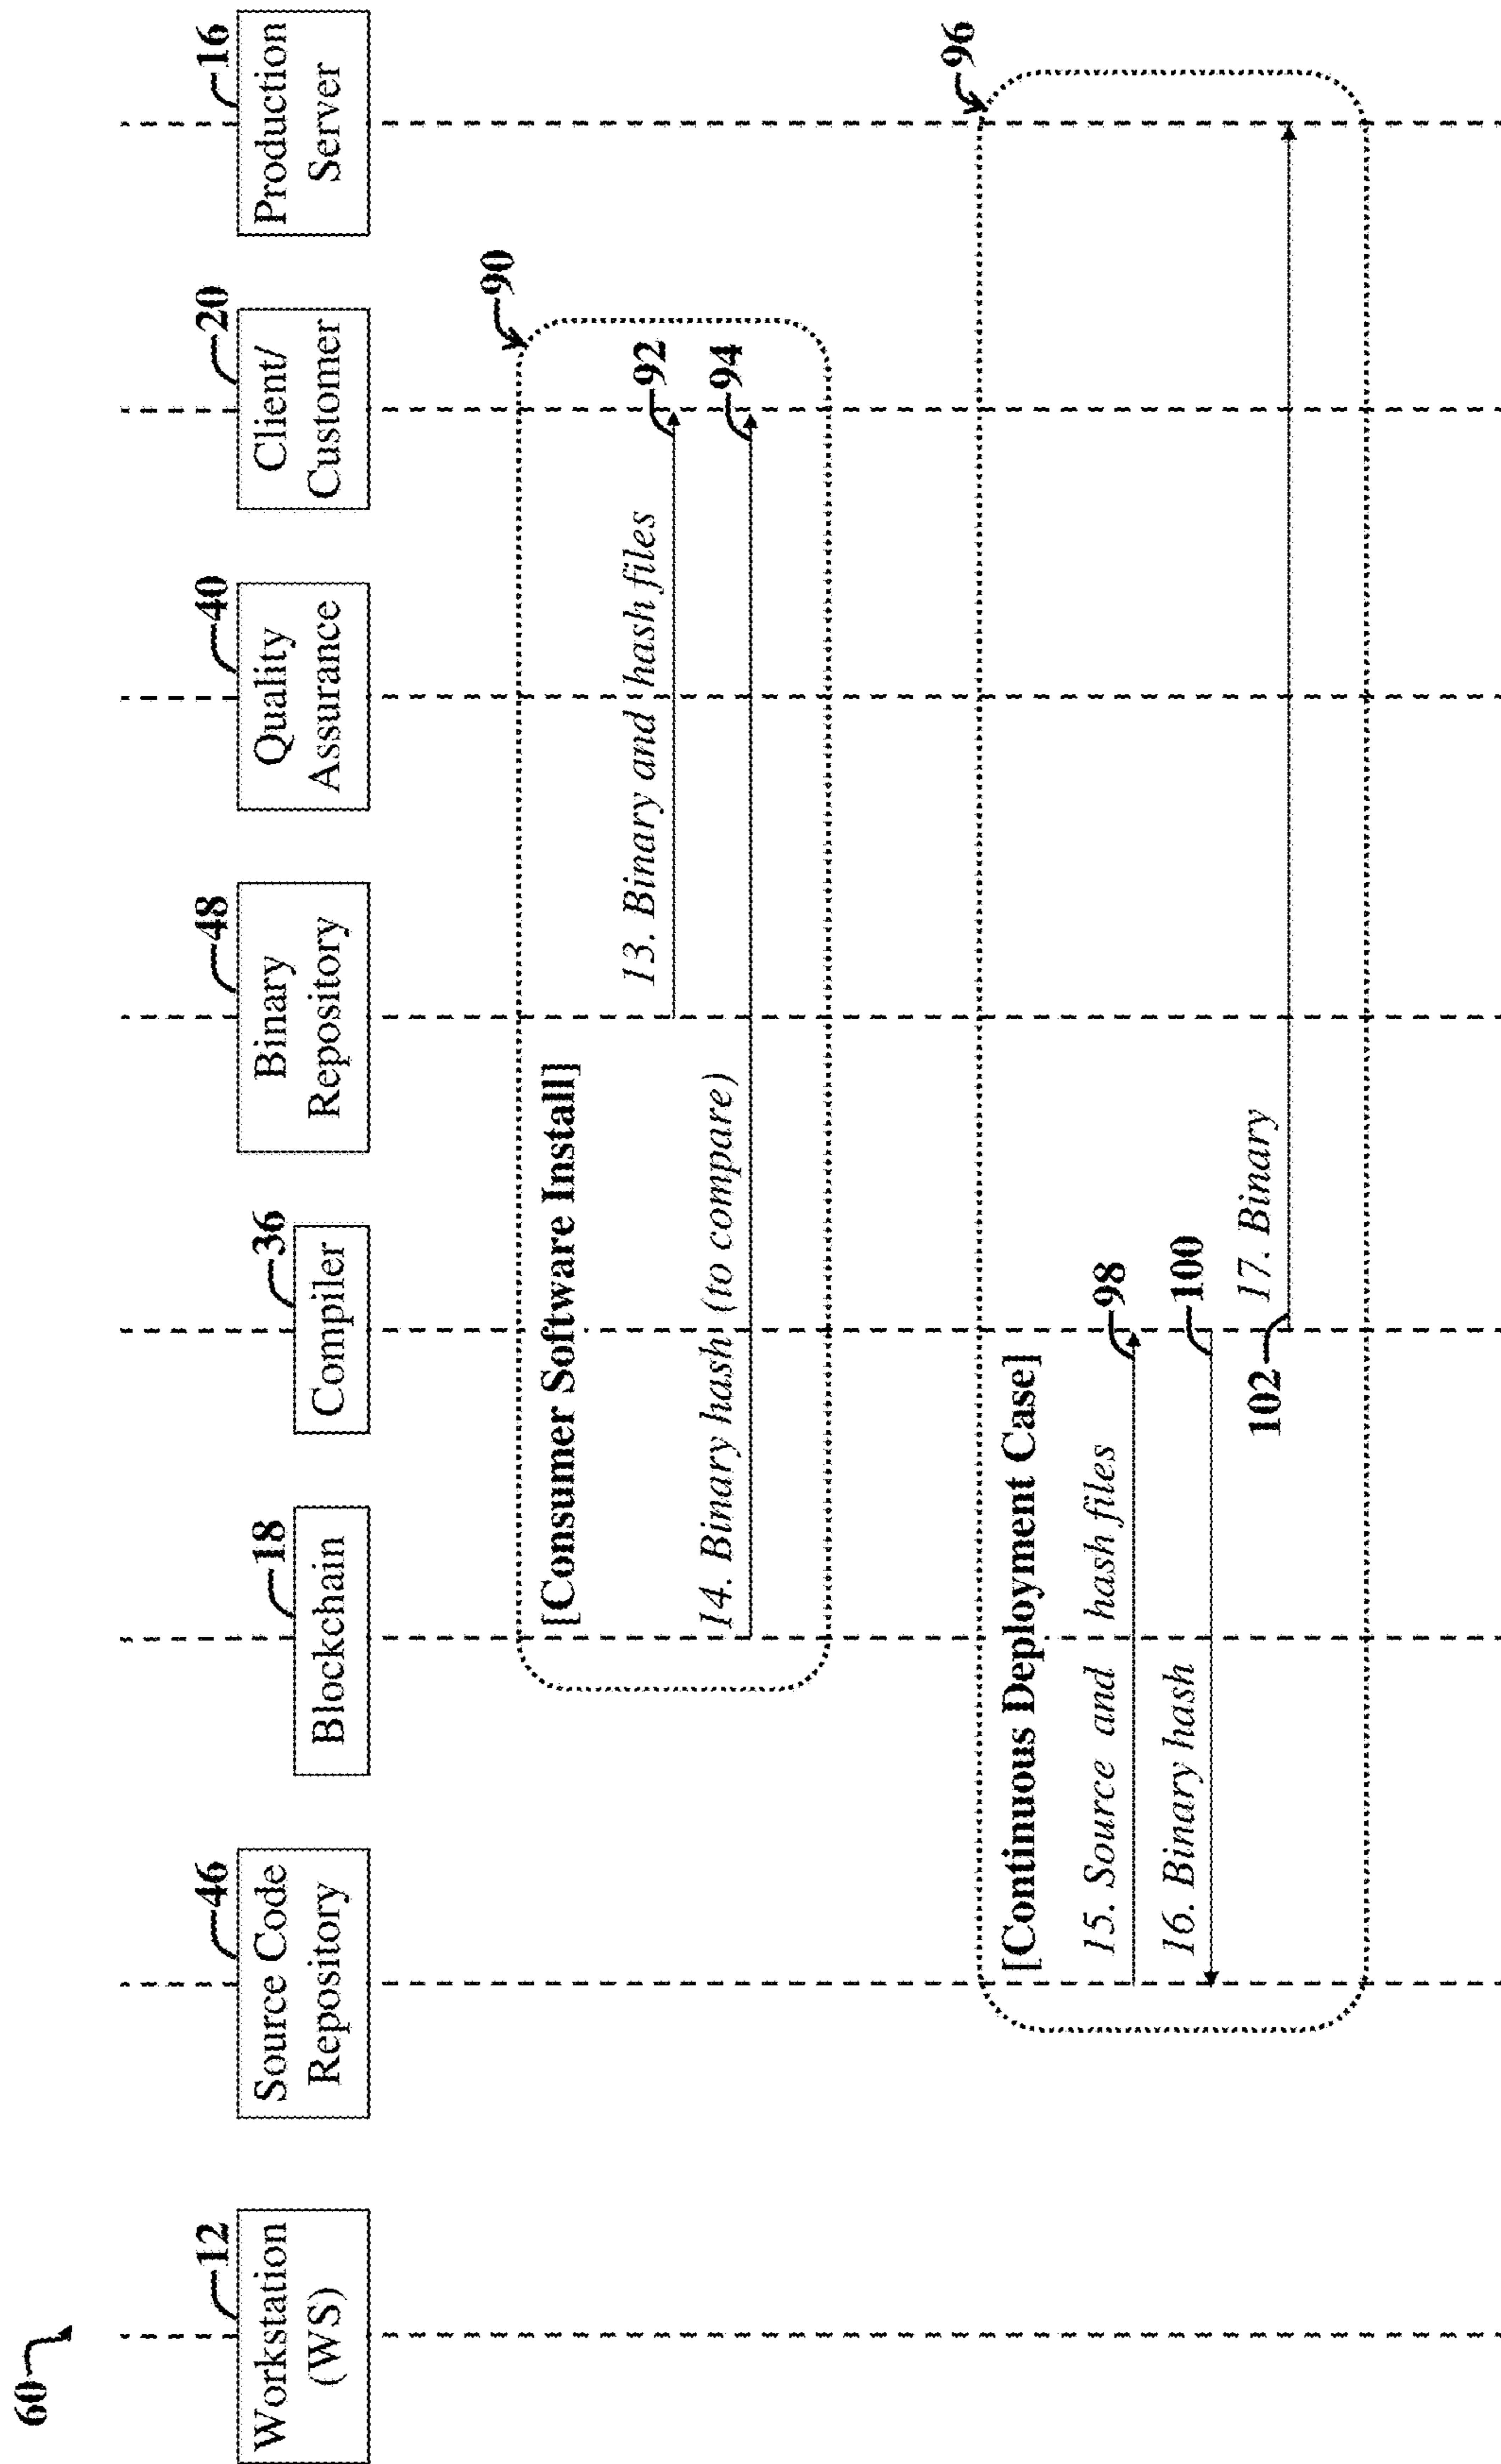 60
12
46
18
36
48
40
20
16
Workstation
(WS)
Source Code
Repository
Blockchain
Compiler
Binary
Repository
Quality
Assurance
Client/
Customer
Production
Server
90
[Consumer Software Install]
13. Binary and hash files
92
14. Binary hash (to compare)
94
96
[Continuous Deployment Case]
15. Source and hash files
98
16. Binary hash
100
17. Binary
102